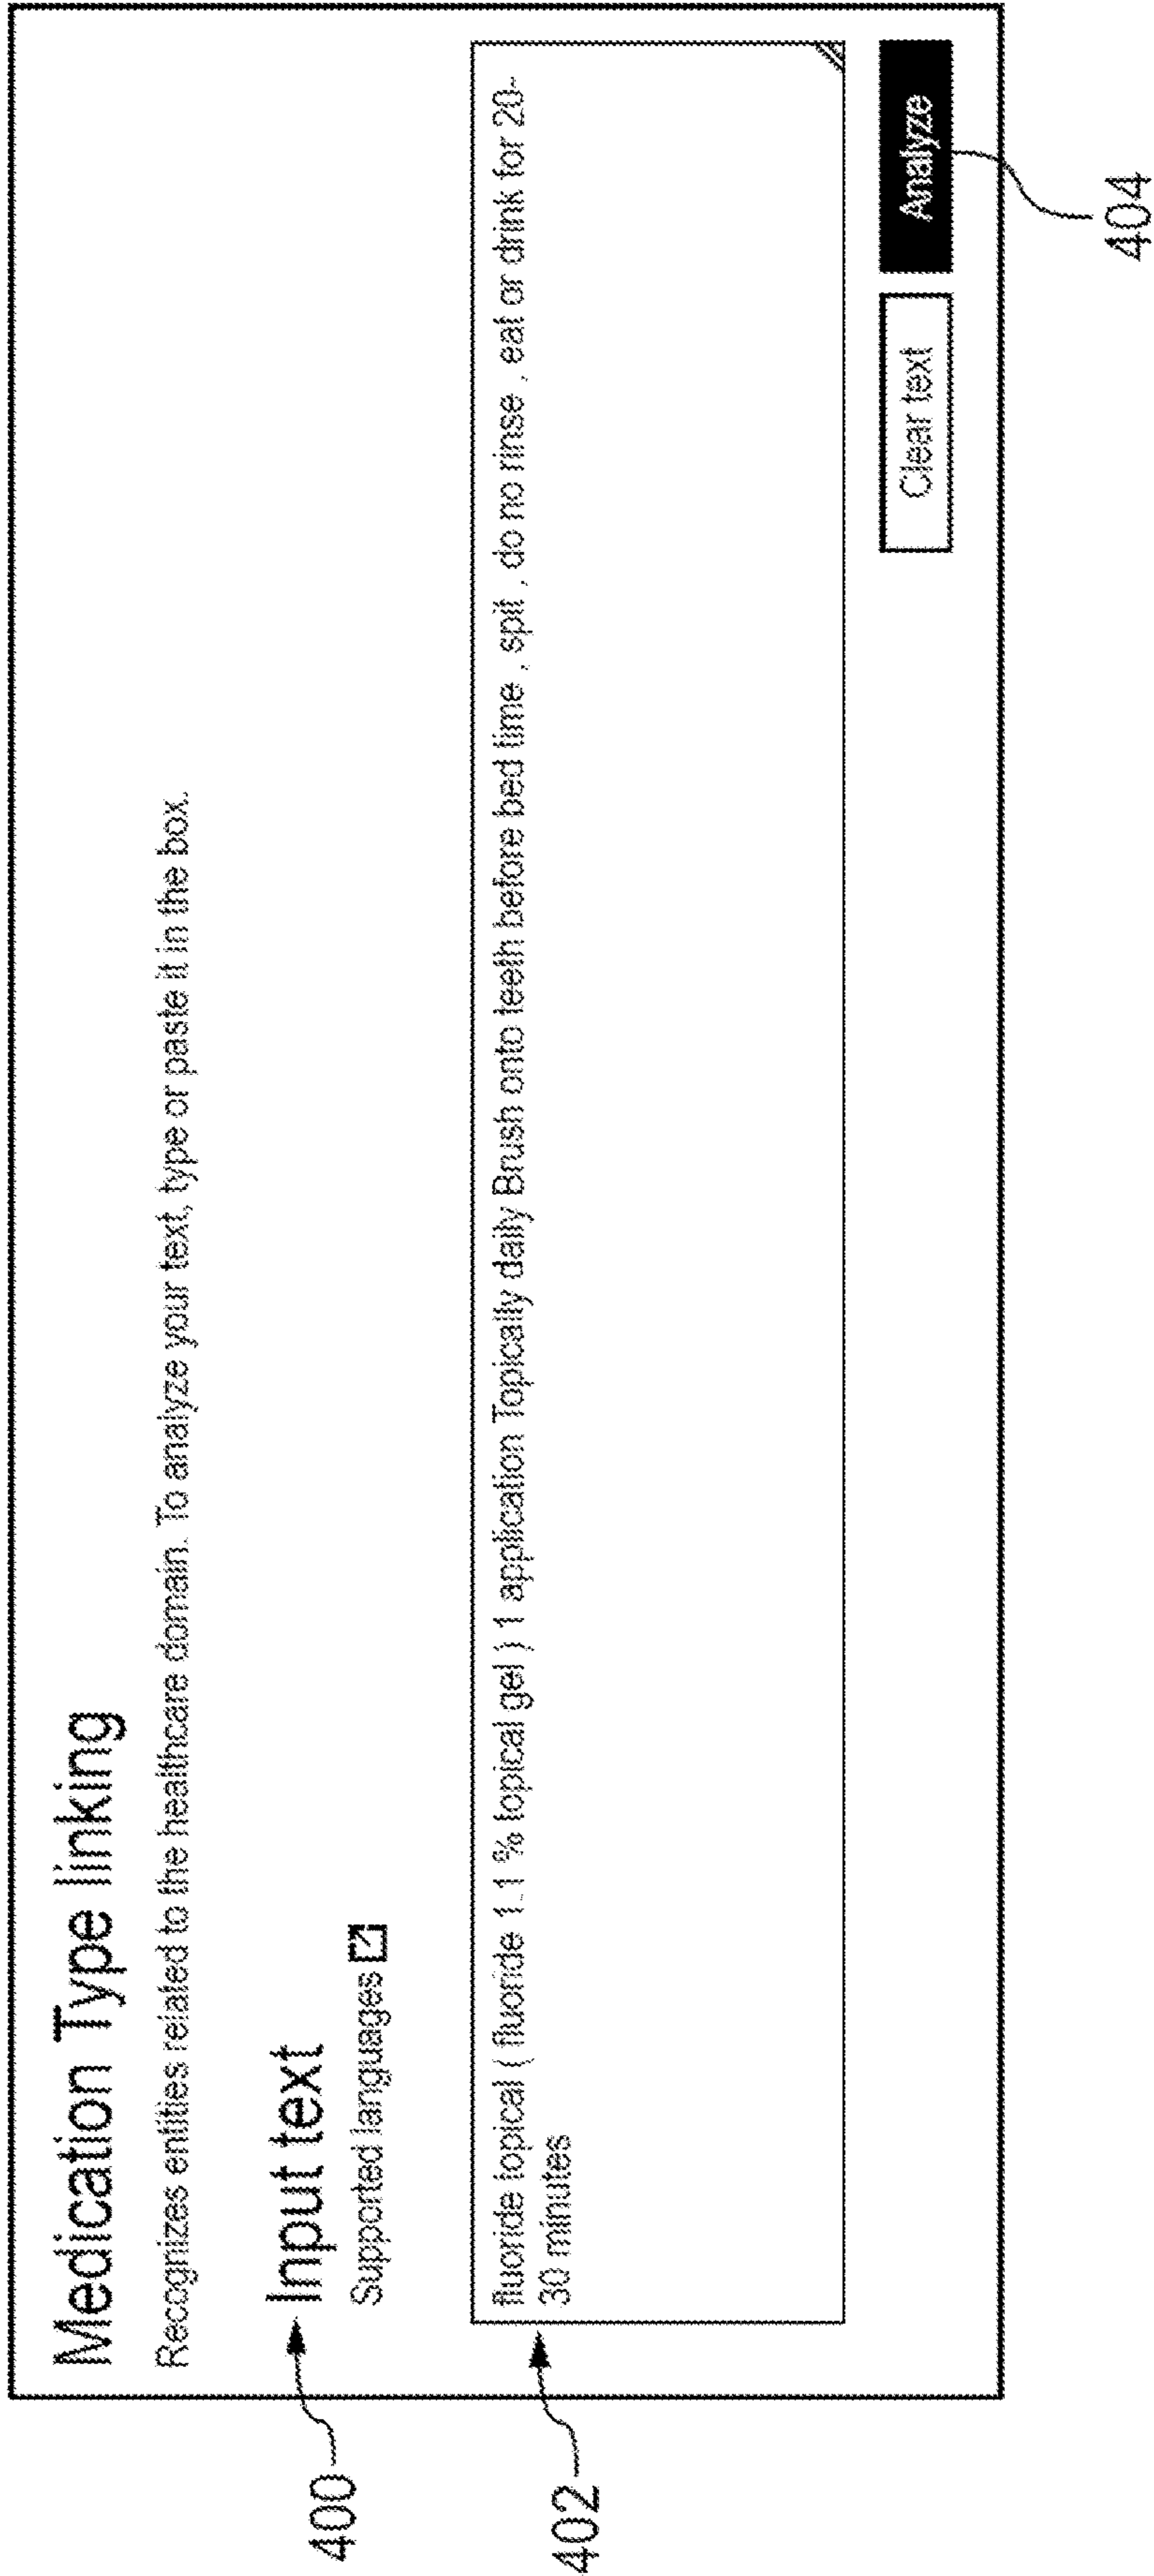 Medication Type linking
Recognizes entities related to the healthcare domain. To analyze your text, type or paste it in the box.
400
Input text
Supported languages
402
fluoride topical ( fluoride 1.1 % topical gel ) 1 application Topically daily Brush onto teeth before bed time , spit , do no rinse , eat or drink for 20-
30 minutes
Clear text
Analyze
404